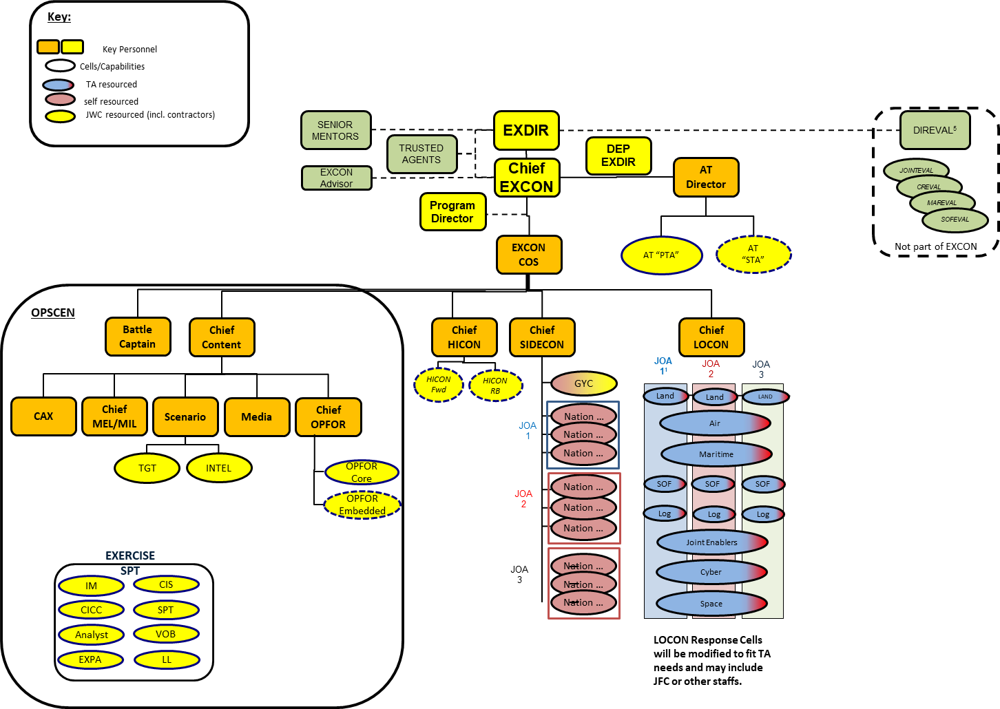 Key:
Key Personnel
Cells/Capabilities
TA resourced
self resourced
JWC resourced (incl. contractors)
SENIOR
MENTORS
TRUSTED
AGENTS
EXCON
Advisor
EXDIR
Chief
EXCON
DEP
EXDIR
AT
Director
Program
Director
EXCON
COS
AT “PTA”
AT
“STA”
DIREVAL5
JOINTEVAL
CREVAL
MAREVAL
SOFEVAL
Not part of EXCON
OPSCEN
Battle
Captain
Chief
Content
Chief
HICON
Chief
SIDECON
Chief
LOCON
CAX
Chief
MEL/MIL
Scenario
Media
Chief
OPFOR
TGT
INTEL
OPFOR
Core
OPFOR
Embedded
HICON
Fwd
HICON
RB
GYC
JOA
1
Nation ...
Nation ...
Nation ...
JOA
2
Nation ...
Nation ...
Nation ...
JOA
3
Nation ...
Nation ...
Nation ...
JOA
1¹
JOA
2
JOA
3
Land
Land
LAND
Air
Maritime
SOF
SOF
SOF
Log
Log
Log
Joint Enablers
Cyber
Space
LOCON Response Cells
will be modified to fit TA
needs and may include
JFC or other staffs.
EXERCISE
SPT
IM
CIS
CICC
SPT
Analyst
VOB
EXPA
LL